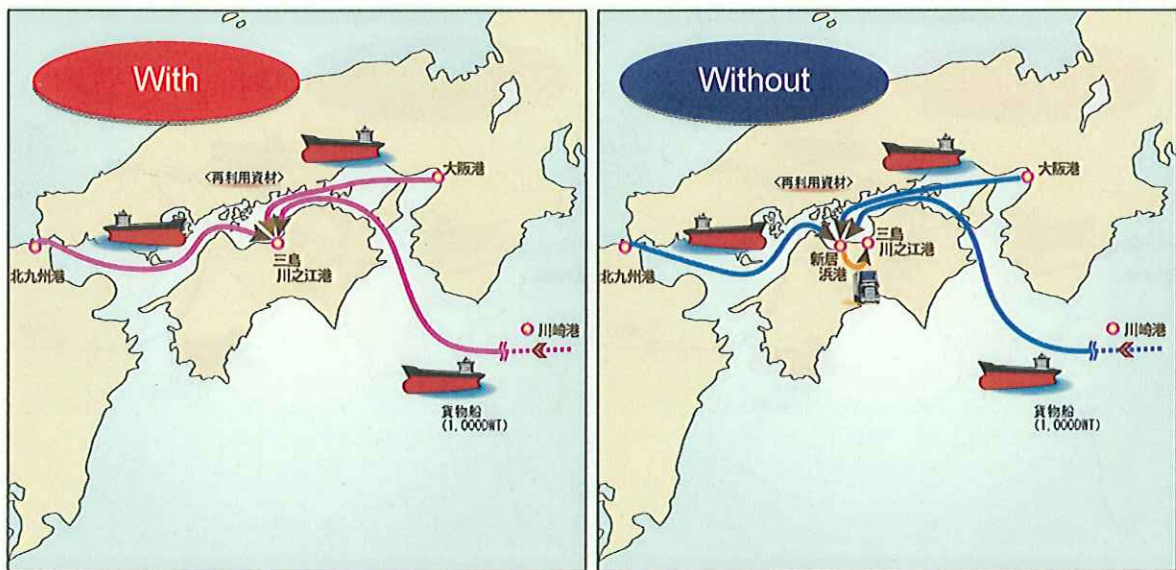 With
〈再利用資材〉
大阪港
北九州港
三島
川之江港
川崎港
貨物船
(1,000DWT)
Without
〈再利用資材〉
大阪港
北九州港
新居
浜港
三島
川之江港
川崎港
貨物船
(1,000DWT)